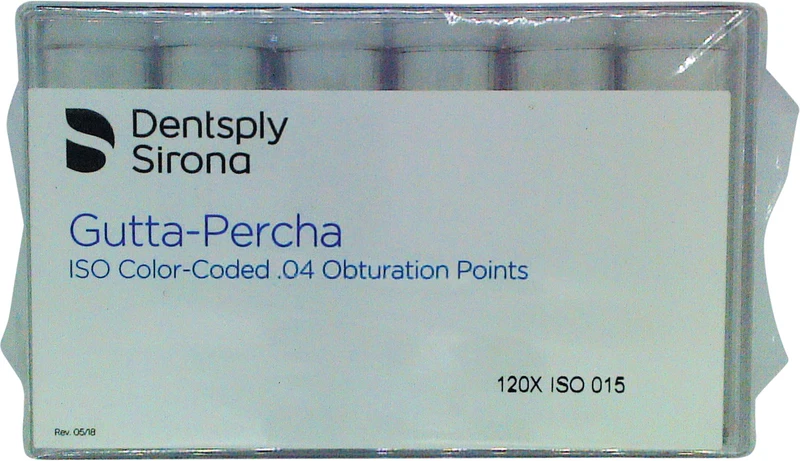 Dentsply
Sirona
Gutta-Percha
ISO Color-Coded .04 Obturation Points
120X ISO 015
Rev. 05/18